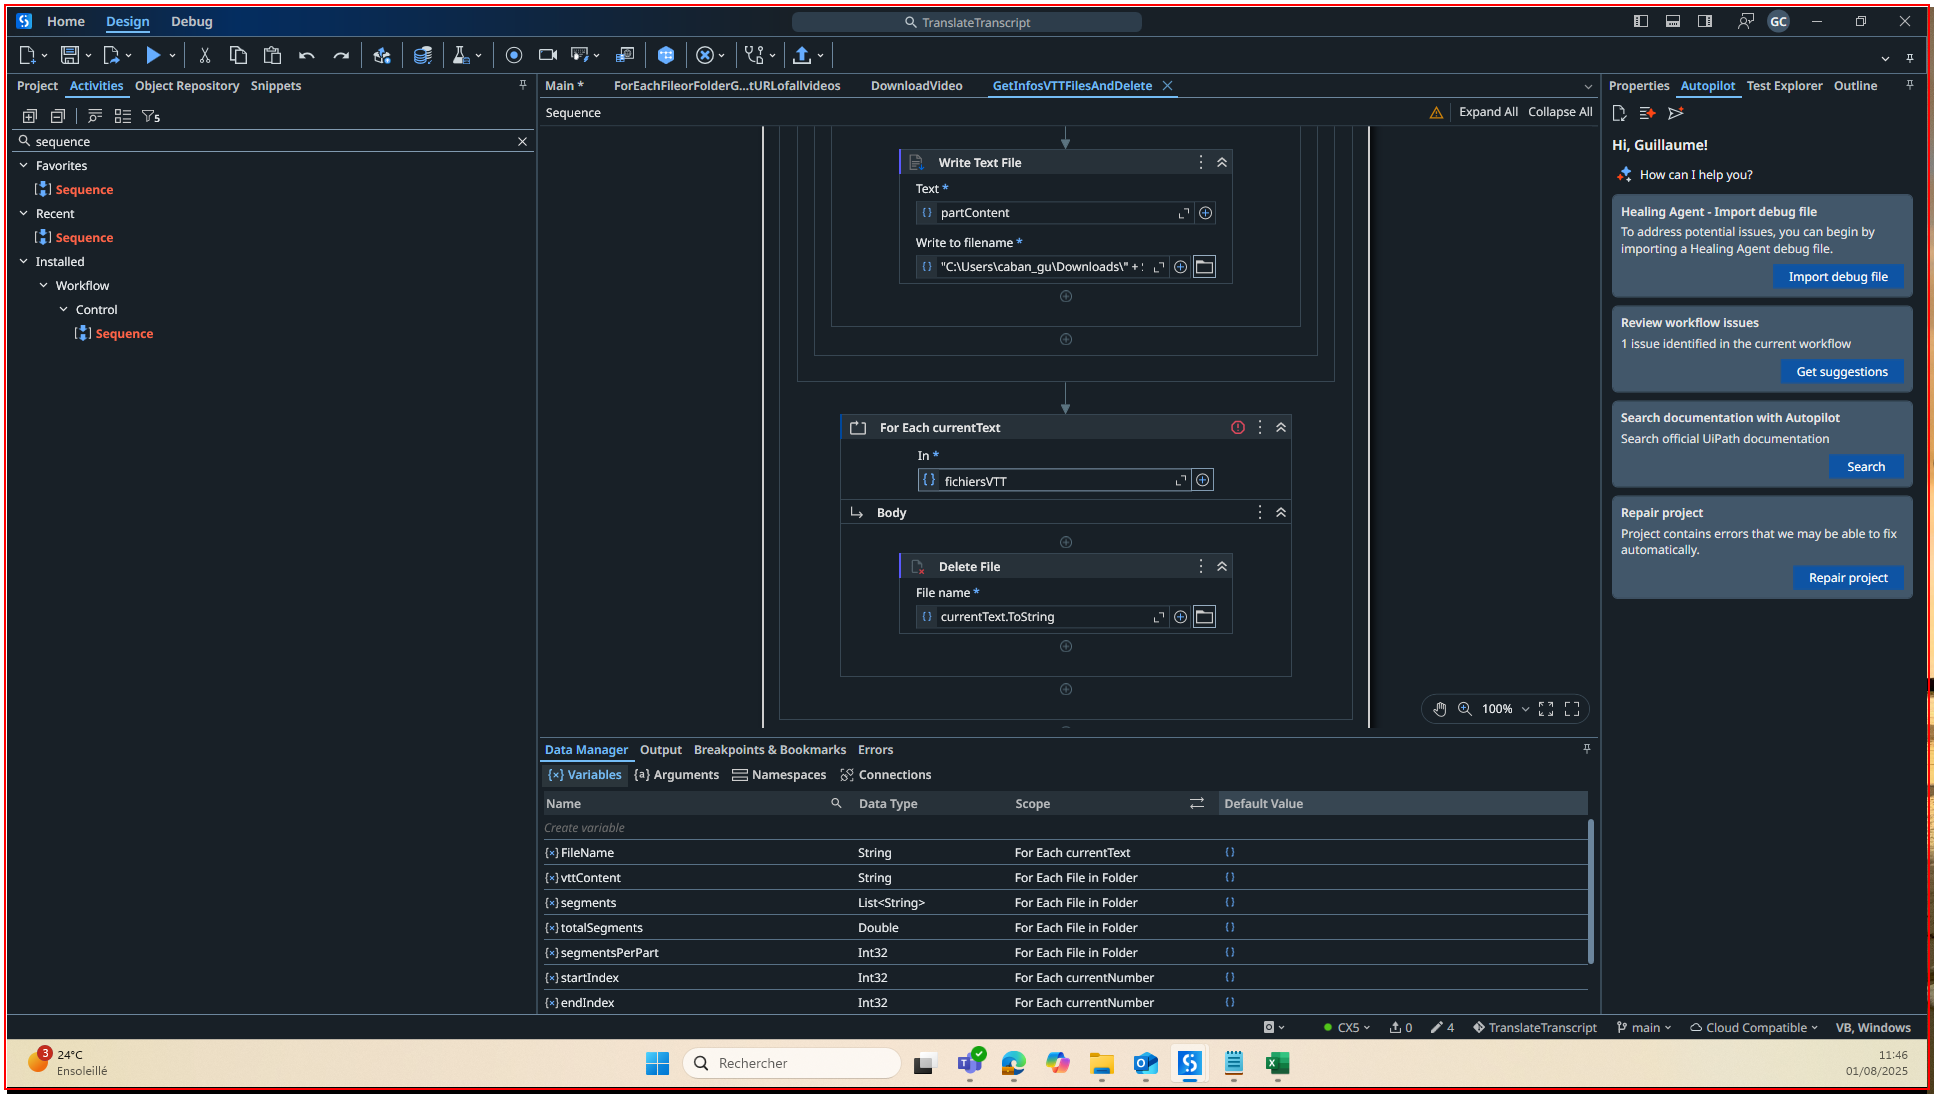 Home Design Debug
TranslateTranscript
GC
Project Activities Object Repository Snippets
5
sequence
Favorites
Sequence
Recent
Sequence
Installed
Workflow
Control
Sequence
Main * ForEachFileorFolderG...tURLofallvideos DownloadVideo GetInfosVTTFilesAndDelete
Sequence
Expand All Collapse All
Write Text File
Text *
partContent
Write to filename *
"C:\Users\caban_gu\Downloads\" +
For Each currentText
In *
fichiersVTT
Body
Delete File
File name *
currentText.ToString
100%
Properties Autopilot Test Explorer Outline
Hi, Guillaume!
How can I help you?
Healing Agent - Import debug file
To address potential issues, you can begin by
importing a Healing Agent debug file.
Import debug file
Review workflow issues
1 issue identified in the current workflow
Get suggestions
Search documentation with Autopilot
Search official UiPath documentation
Search
Repair project
Project contains errors that we may be able to fix
automatically.
Repair project
Data Manager Output Breakpoints & Bookmarks Errors
{x} Variables {a} Arguments Namespaces Connections
Name Data Type Scope Default Value
Create variable
FileName String For Each currentText
vttContent String For Each File in Folder
segments List<String> For Each File in Folder
totalSegments Double For Each File in Folder
segmentsPerPart Int32 For Each File in Folder
startIndex Int32 For Each currentNumber
endIndex Int32 For Each currentNumber
CX5 0 4 TranslateTranscript main Cloud Compatible VB, Windows
3
24°C
Ensoleillé
Rechercher
11:46
01/08/2025